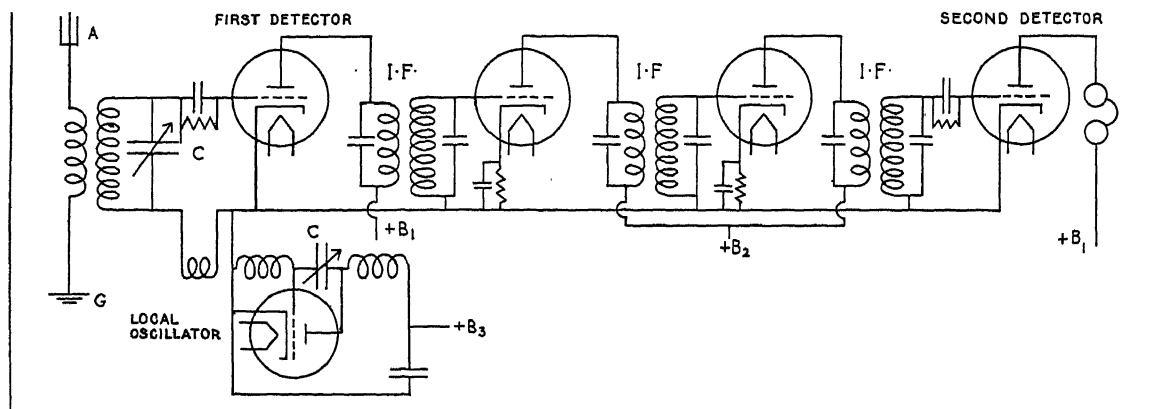 FIRST DETECTOR
SECOND DETECTOR
A
I·F·
I·F
I·F·
C
+B₁
C
+B₂
+B₁
G
LOCAL
OSCILLATOR
+B₃